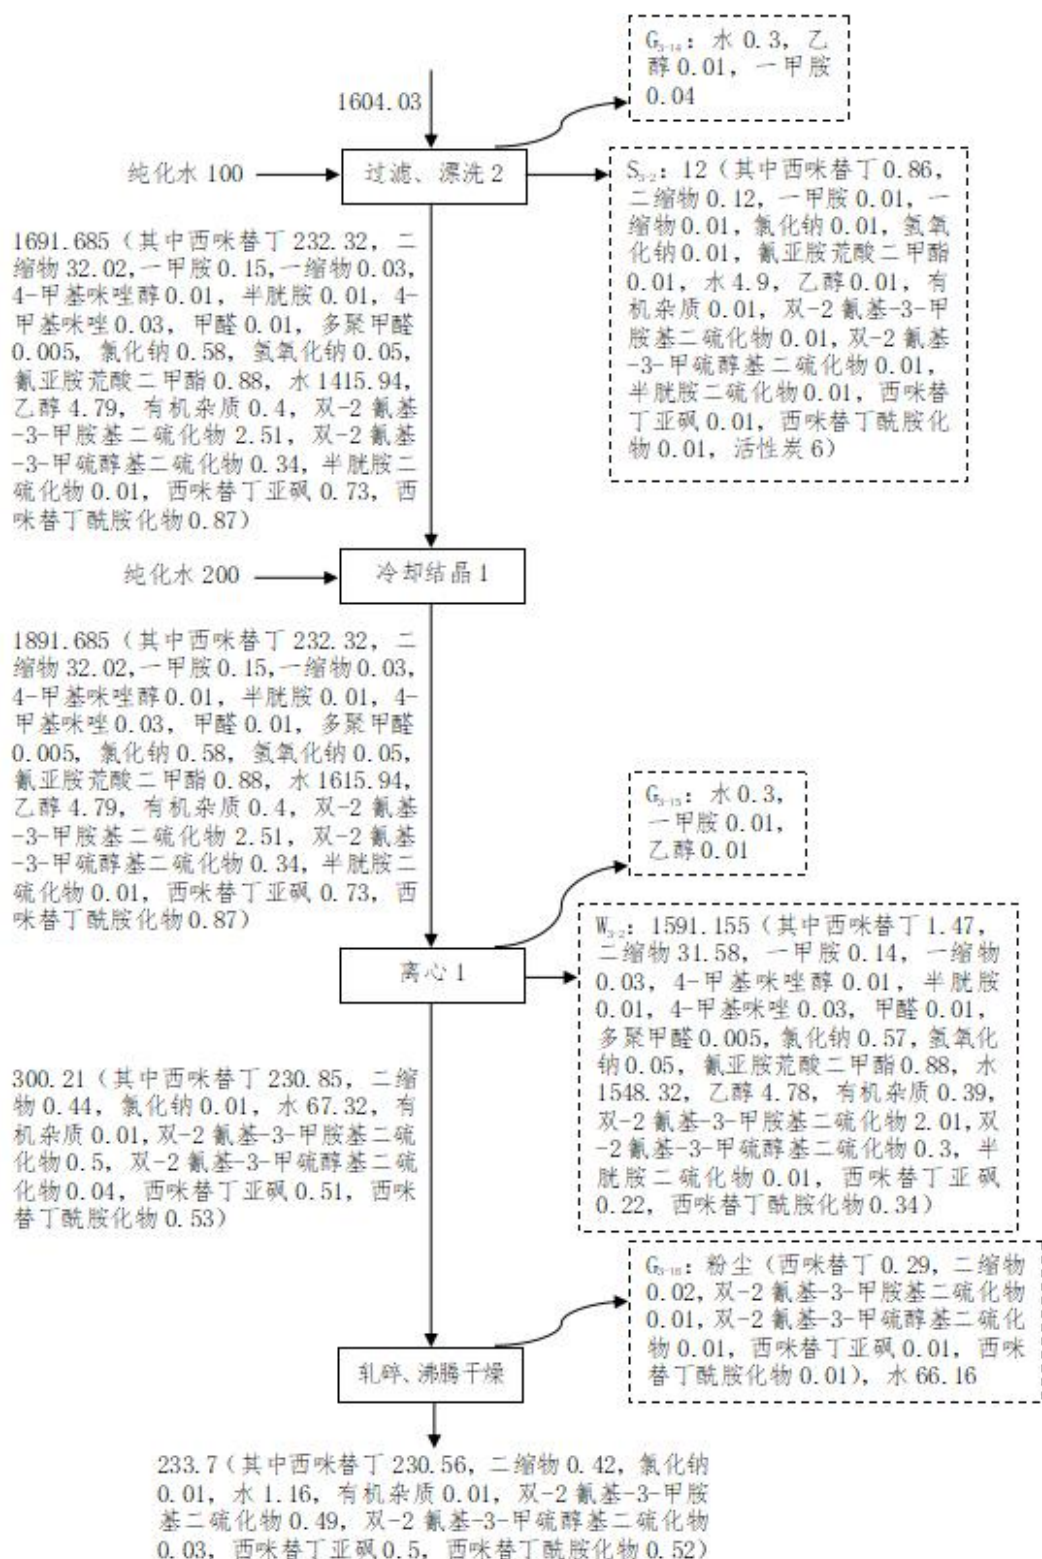 G₃₋₁₄：水0.3，乙
醇0.01，一甲胺
0.04
1604.03
纯化水100
过滤、漂洗2
S₃₋₂：12（其中西咪替丁0.86，
二缩物0.12，一甲胺0.01，一
缩物0.01，氯化钠0.01，氢氧
化钠0.01，氰亚胺荒酸二甲酯
0.01，水4.9，乙醇0.01，有
机杂质0.01，双-2氰基-3-甲
胺基二硫化物0.01，双-2氰基
-3-甲硫醇基二硫化物0.01，
半胱胺二硫化物0.01，西咪替
丁亚砜0.01，西咪替丁酰胺化
物0.01，活性炭6）
1691.685（其中西咪替丁232.32，二
缩物32.02，一甲胺0.15，一缩物0.03，
4-甲基咪唑醇0.01，半胱胺0.01，4-
甲基咪唑0.03，甲醛0.01，多聚甲醛
0.005，氯化钠0.58，氢氧化钠0.05，
氰亚胺荒酸二甲酯0.88，水1415.94，
乙醇4.79，有机杂质0.4，双-2氰基
-3-甲胺基二硫化物2.51，双-2氰基
-3-甲硫醇基二硫化物0.34，半胱胺二
硫化物0.01，西咪替丁亚砜0.73，西
咪替丁酰胺化物0.87）
纯化水200
冷却结晶1
1891.685（其中西咪替丁232.32，二
缩物32.02，一甲胺0.15，一缩物0.03，
4-甲基咪唑醇0.01，半胱胺0.01，4-
甲基咪唑0.03，甲醛0.01，多聚甲醛
0.005，氯化钠0.58，氢氧化钠0.05，
氰亚胺荒酸二甲酯0.88，水1615.94，
乙醇4.79，有机杂质0.4，双-2氰基
-3-甲胺基二硫化物2.51，双-2氰基
-3-甲硫醇基二硫化物0.34，半胱胺二
硫化物0.01，西咪替丁亚砜0.73，西
咪替丁酰胺化物0.87）
G₃₋₁₅：水0.3，
一甲胺0.01，
乙醇0.01
离心1
W₃₋₂：1591.155（其中西咪替丁1.47，
二缩物31.58，一甲胺0.14，一缩物
0.03，4-甲基咪唑醇0.01，半胱胺
0.01，4-甲基咪唑0.03，甲醛0.01，
多聚甲醛0.005，氯化钠0.57，氢氧化
钠0.05，氰亚胺荒酸二甲酯0.88，水
1548.32，乙醇4.78，有机杂质0.39，
双-2氰基-3-甲胺基二硫化物2.01，双
-2氰基-3-甲硫醇基二硫化物0.3，半
胱胺二硫化物0.01，西咪替丁亚砜
0.22，西咪替丁酰胺化物0.34）
300.21（其中西咪替丁230.85，二缩
物0.44，氯化钠0.01，水67.32，有
机杂质0.01，双-2氰基-3-甲胺基二硫
化物0.5，双-2氰基-3-甲硫醇基二硫
化物0.04，西咪替丁亚砜0.51，西咪
替丁酰胺化物0.53）
G₃₋₁₆：粉尘（西咪替丁0.29，二缩物
0.02，双-2氰基-3-甲胺基二硫化物
0.01，双-2氰基-3-甲硫醇基二硫化
物0.01，西咪替丁亚砜0.01，西咪
替丁酰胺化物0.01），水66.16
轧碎、沸腾干燥
233.7（其中西咪替丁230.56，二缩物0.42，氯化钠
0.01，水1.16，有机杂质0.01，双-2氰基-3-甲胺
基二硫化物0.49，双-2氰基-3-甲硫醇基二硫化物
0.03，西咪替丁亚砜0.5，西咪替丁酰胺化物0.52）